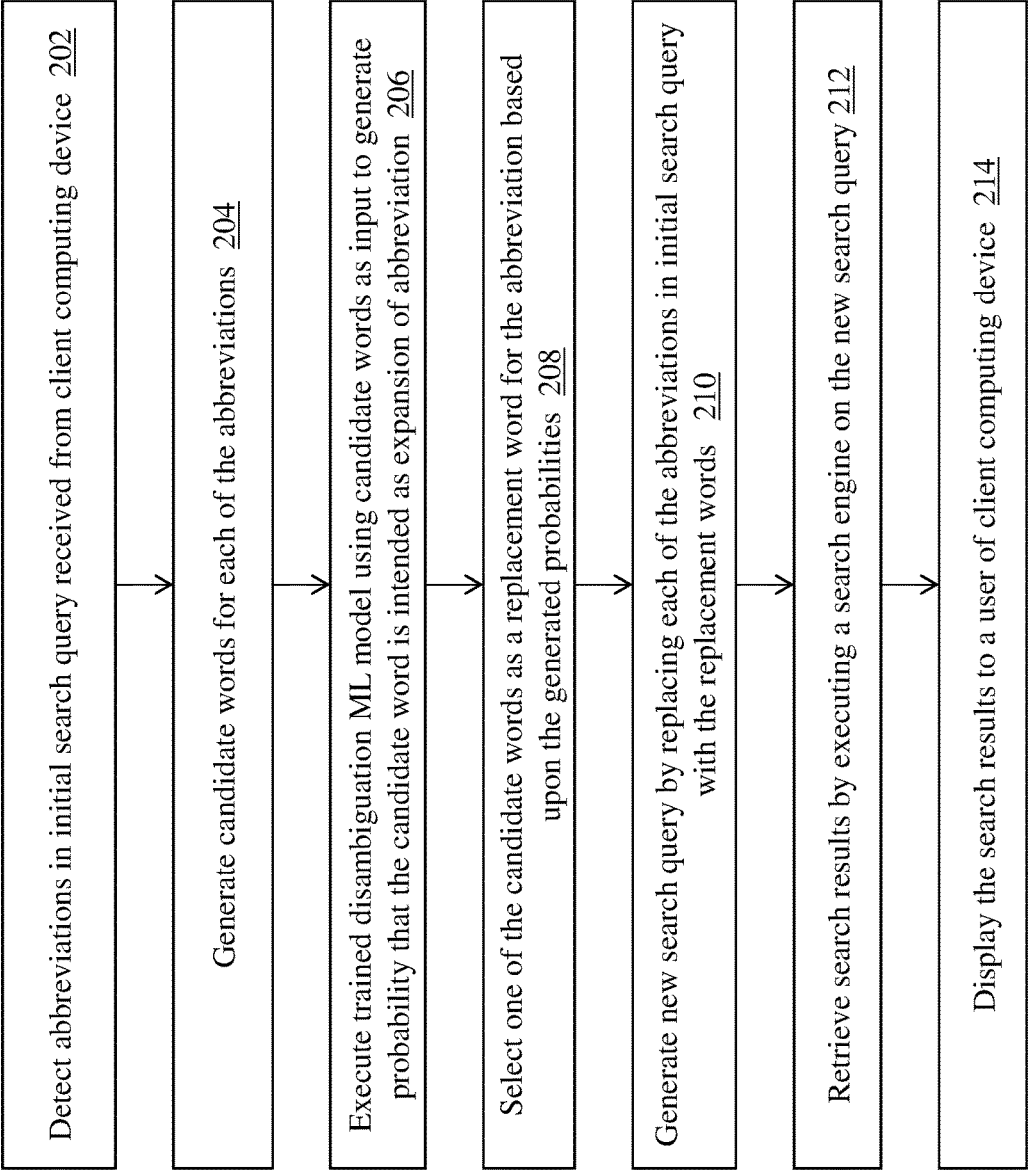 Detect abbreviations in initial search query received from client computing device 202
Generate candidate words for each of the abbreviations 204
Execute trained disambiguation ML model using candidate words as input to generate
probability that the candidate word is intended as expansion of abbreviation 206
Select one of the candidate words as a replacement word for the abbreviation based
upon the generated probabilities 208
Generate new search query by replacing each of the abbreviations in initial search query
with the replacement words 210
Retrieve search results by executing a search engine on the new search query 212
Display the search results to a user of client computing device 214